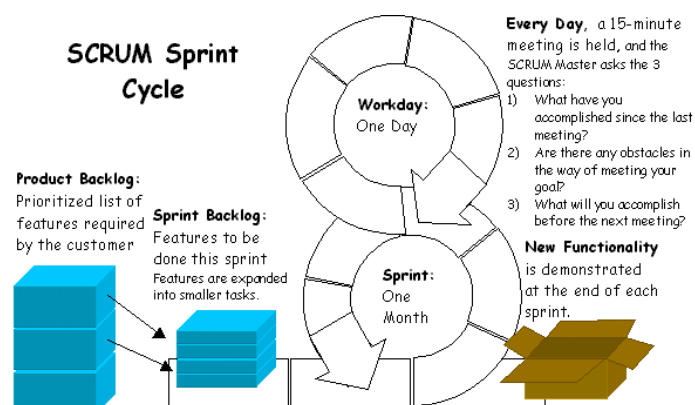 SCRUM Sprint
Cycle
Every Day, a 15-minute
meeting is held, and the
SCRUM Master asks the 3
questions:
1) What have you
accomplished since the last
meeting?
2) Are there any obstacles in
the way of meeting your
goal?
3) What will you accomplish
before the next meeting?
Workday:
One Day
Product Backlog:
Prioritized list of
features required
by the customer
Sprint Backlog:
Features to be
done this sprint
Features are expanded
into smaller tasks.
Sprint:
One
Month
New Functionality
is demonstrated
at the end of each
sprint.